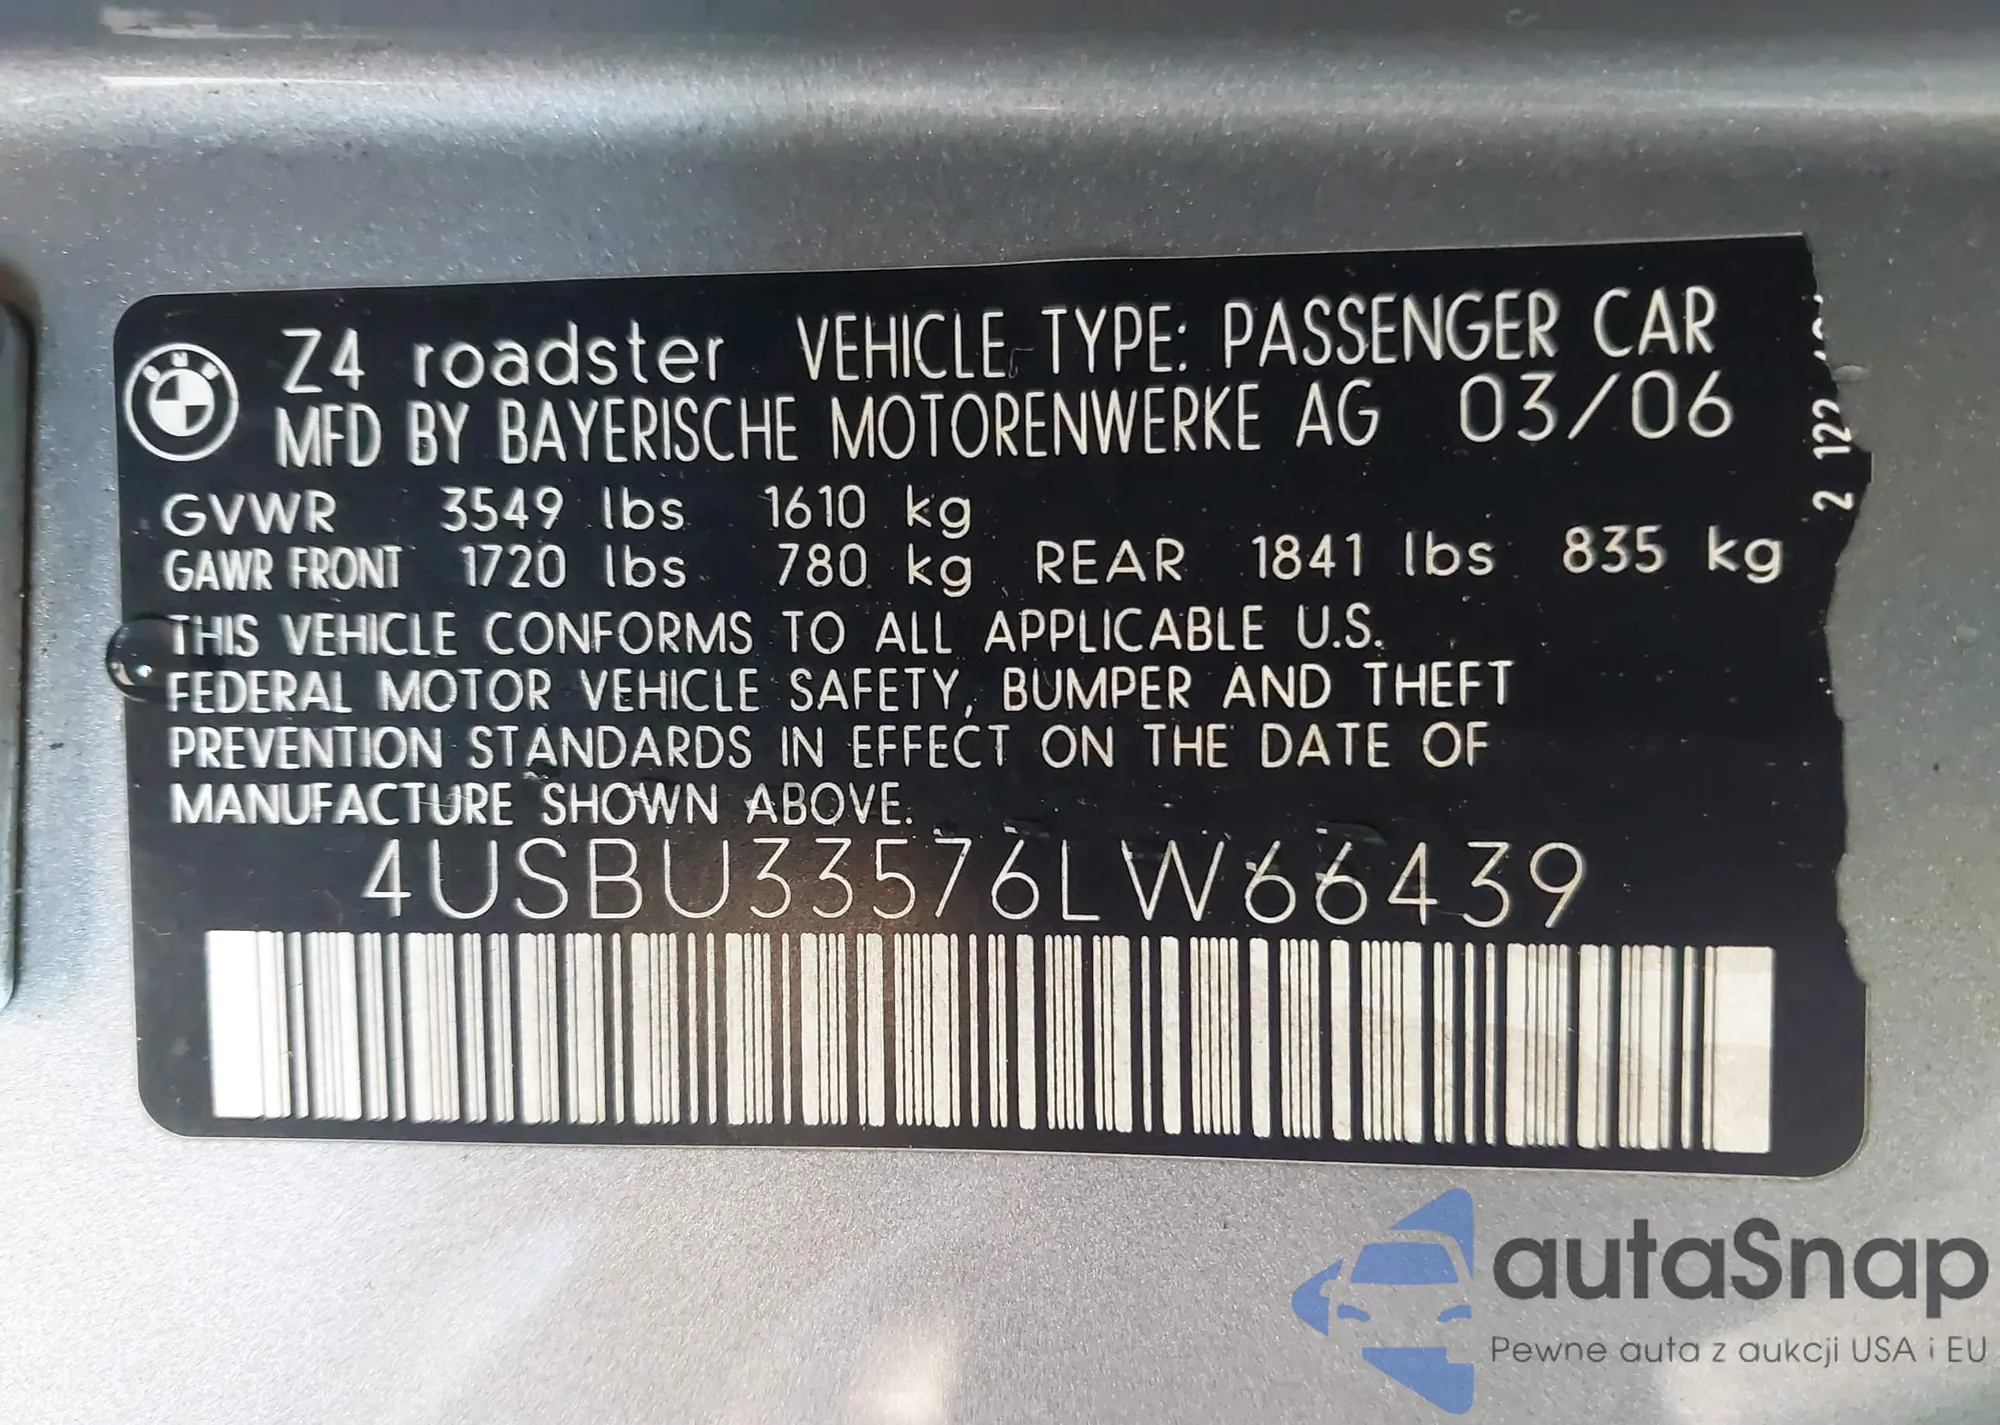 Z4 roadster VEHICLE TYPE: PASSENGER CAR
MFD BY BAYERISCHE MOTORENWERKE AG 03/06
GVWR 3549 lbs 1610 kg
GAWR FRONT 1720 lbs 780 kg REAR 1841 lbs 835 kg
THIS VEHICLE CONFORMS TO ALL APPLICABLE U.S.
FEDERAL MOTOR VEHICLE SAFETY, BUMPER AND THEFT
PREVENTION STANDARDS IN EFFECT ON THE DATE OF
MANUFACTURE SHOWN ABOVE.
4USBU33576LW66439
2 122
autaSnap
Pewne auta z aukcji USA i EU